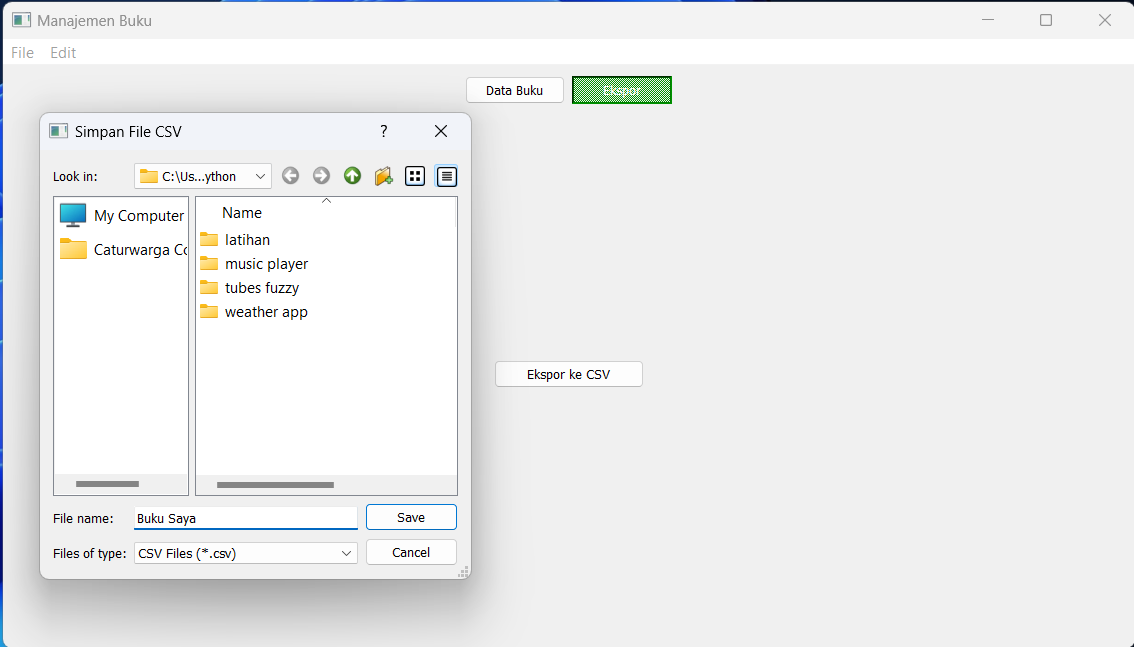 Manajemen Buku
File Edit
Data Buku Ekspor
Simpan File CSV ?
Look in: C:\Us...ython
My Computer
Caturwarga Co
Name
latihan
music player
tubes fuzzy
weather app
Ekspor ke CSV
File name: Buku Saya Save
Files of type: CSV Files (*.csv) Cancel